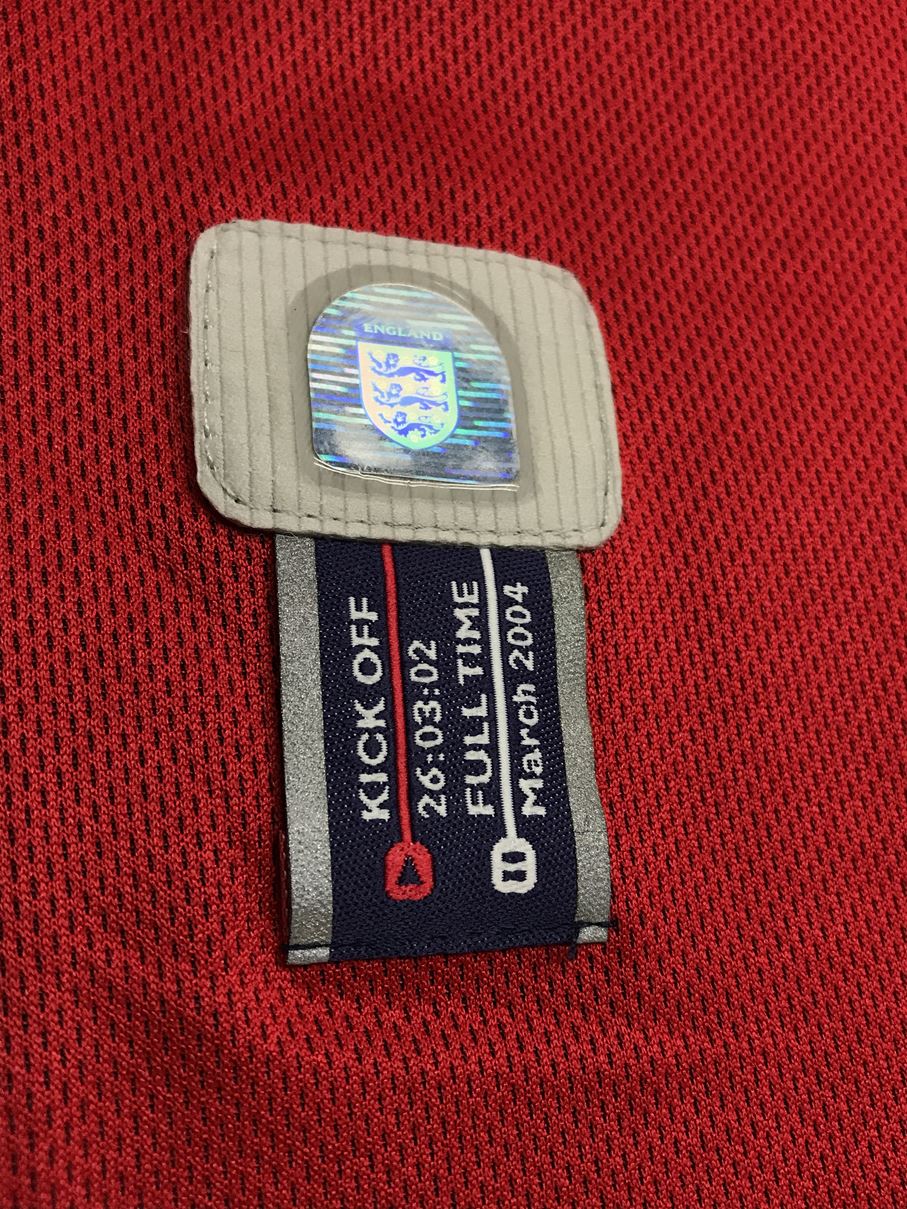 ENGLAND
KICK OFF
26:03:02
FULL TIME
March 2004